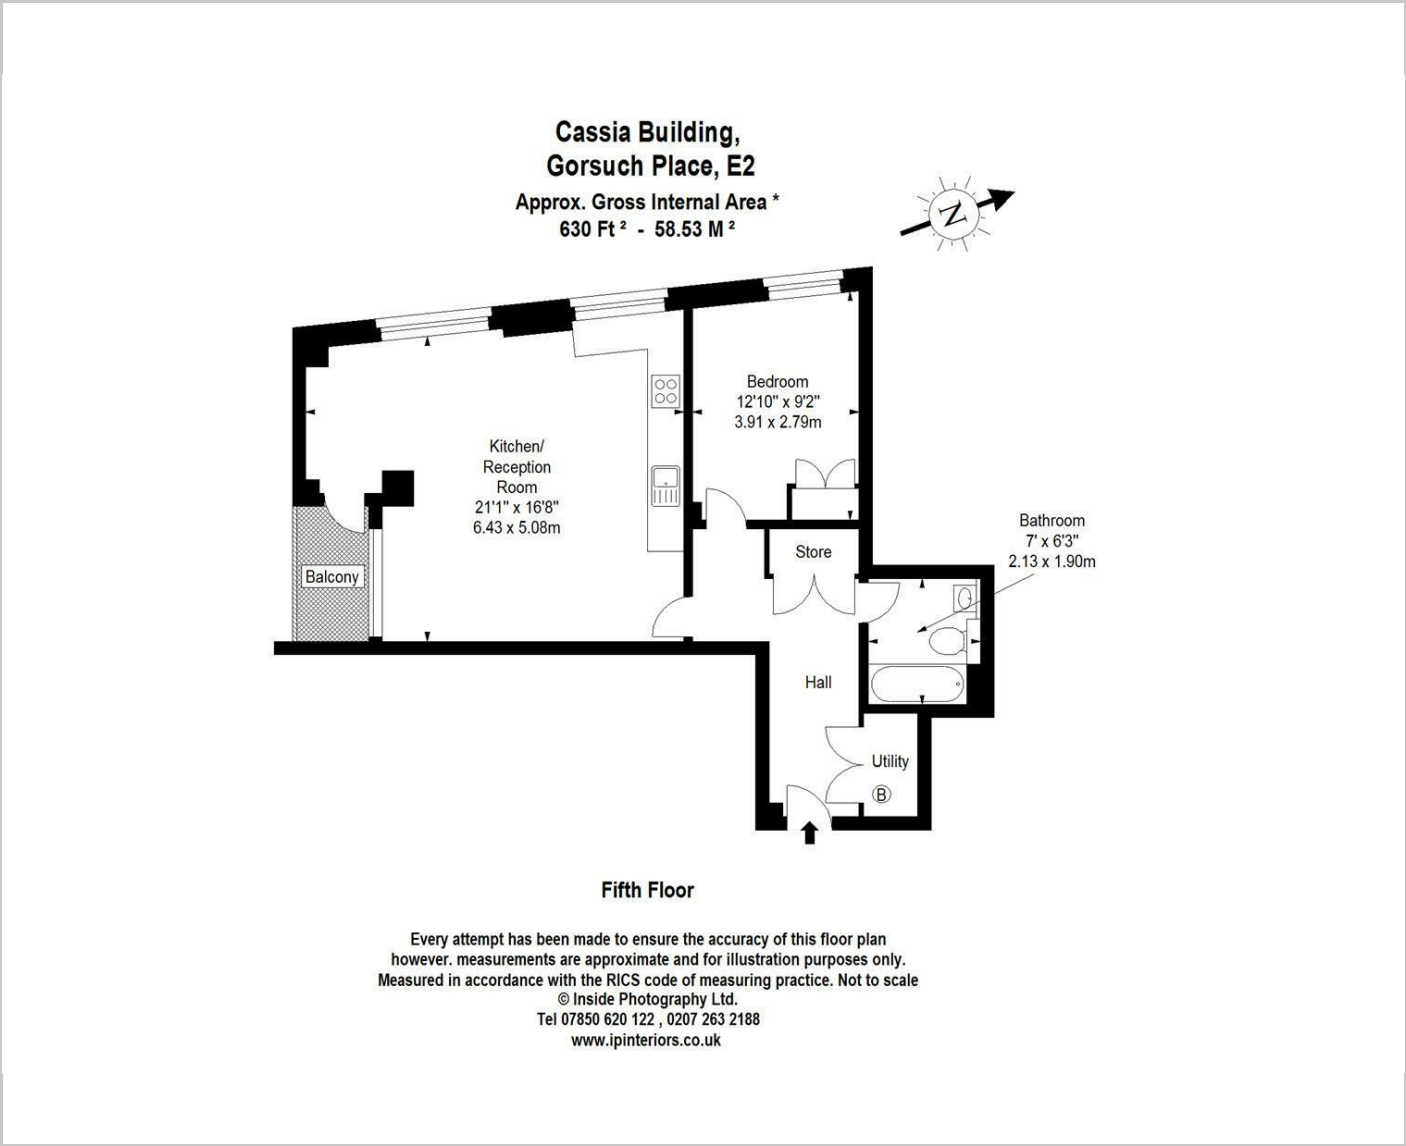 Cassia Building,
Gorsuch Place, E2
Approx. Gross Internal Area *
630 Ft ² - 58.53 M ²
N
Bedroom
12'10" x 9'2"
3.91 x 2.79m
Kitchen/
Reception
Room
21'1" x 16'8"
6.43 x 5.08m
Bathroom
7' x 6'3"
2.13 x 1.90m
Store
Balcony
Hall
Utility
B
Fifth Floor
Every attempt has been made to ensure the accuracy of this floor plan
however. measurements are approximate and for illustration purposes only.
Measured in accordance with the RICS code of measuring practice. Not to scale
© Inside Photography Ltd.
Tel 07850 620 122 , 0207 263 2188
www.ipinteriors.co.uk